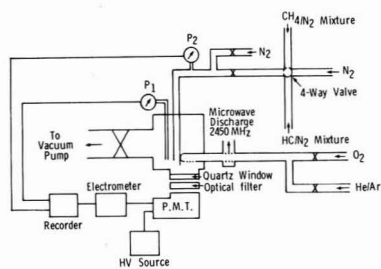 CH4/N2 Mixture
P2
N2
N2
4-Way Valve
P1
Microwave
Discharge
2450 MHz
HC/N2 Mixture
To
Vacuum
Pump
O2
Quartz Window
Optical filter
He/Ar
Electrometer
P.M.T.
Recorder
HV Source